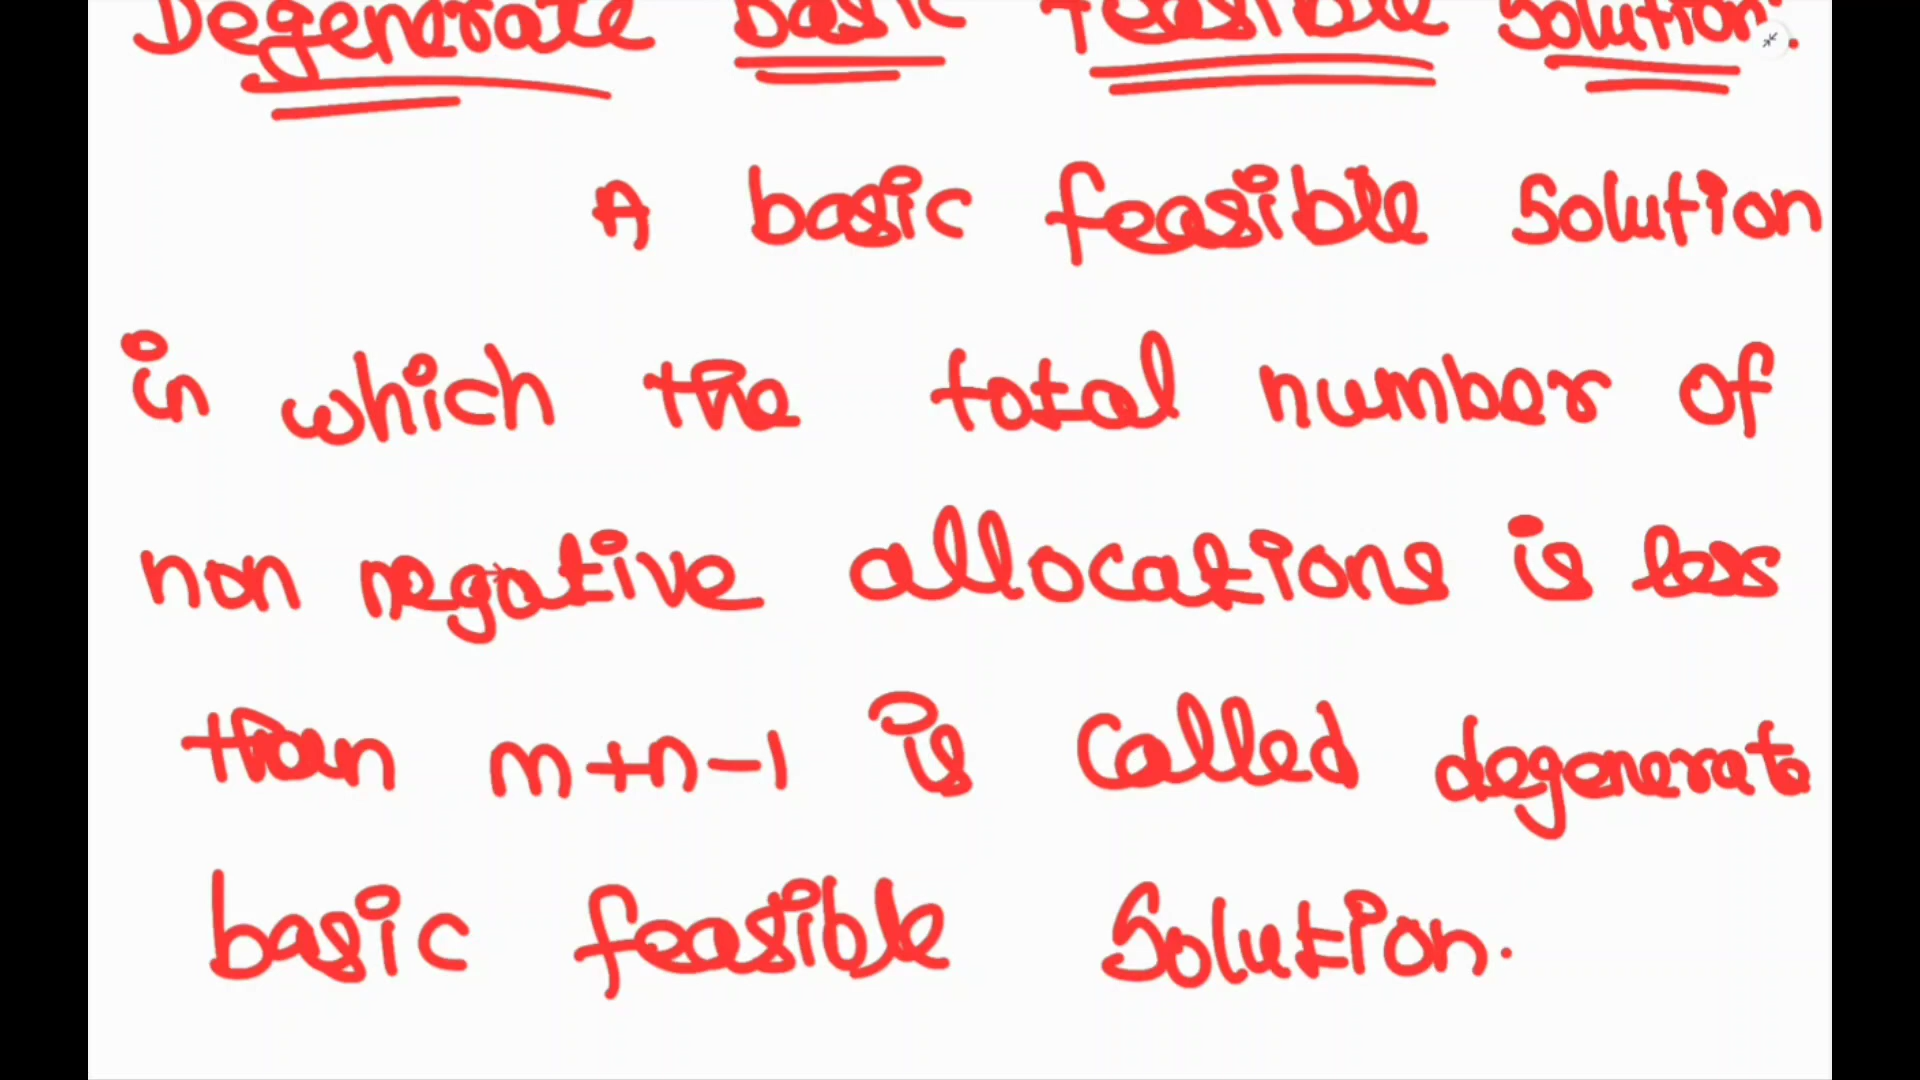 Degenerate basic feasible solution.
A basic feasible solution
in which the total number of
non negative allocations is less
than m+n-1 is called degenerate
basic feasible solution.